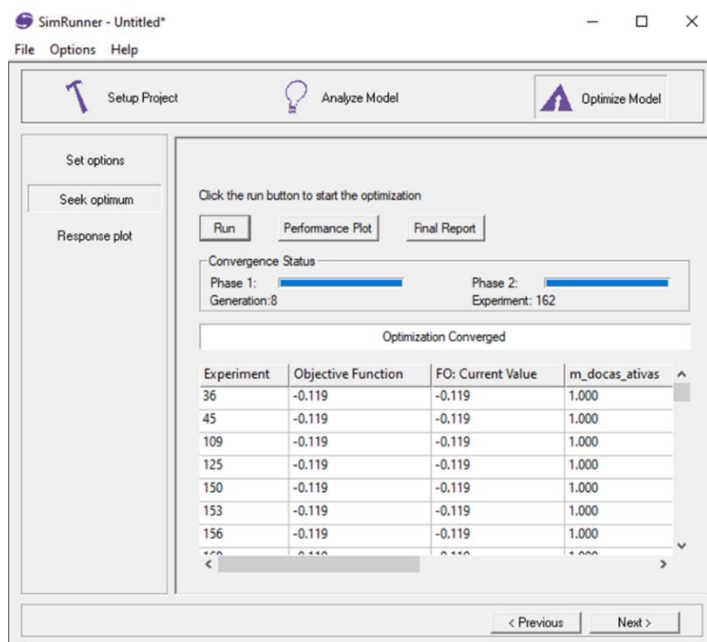 SimRunner - Untitled*
File Options Help
Setup Project Analyze Model Optimize Model
Set options
Seek optimum
Response plot
Click the run button to start the optimization
Run Performance Plot Final Report
Convergence Status
Phase 1: Phase 2:
Generation:8 Experiment: 162
Optimization Converged
Experiment Objective Function FO: Current Value m_docas_ativas
36 -0.119 -0.119 1.000
45 -0.119 -0.119 1.000
109 -0.119 -0.119 1.000
125 -0.119 -0.119 1.000
150 -0.119 -0.119 1.000
153 -0.119 -0.119 1.000
156 -0.119 -0.119 1.000
< Previous Next >